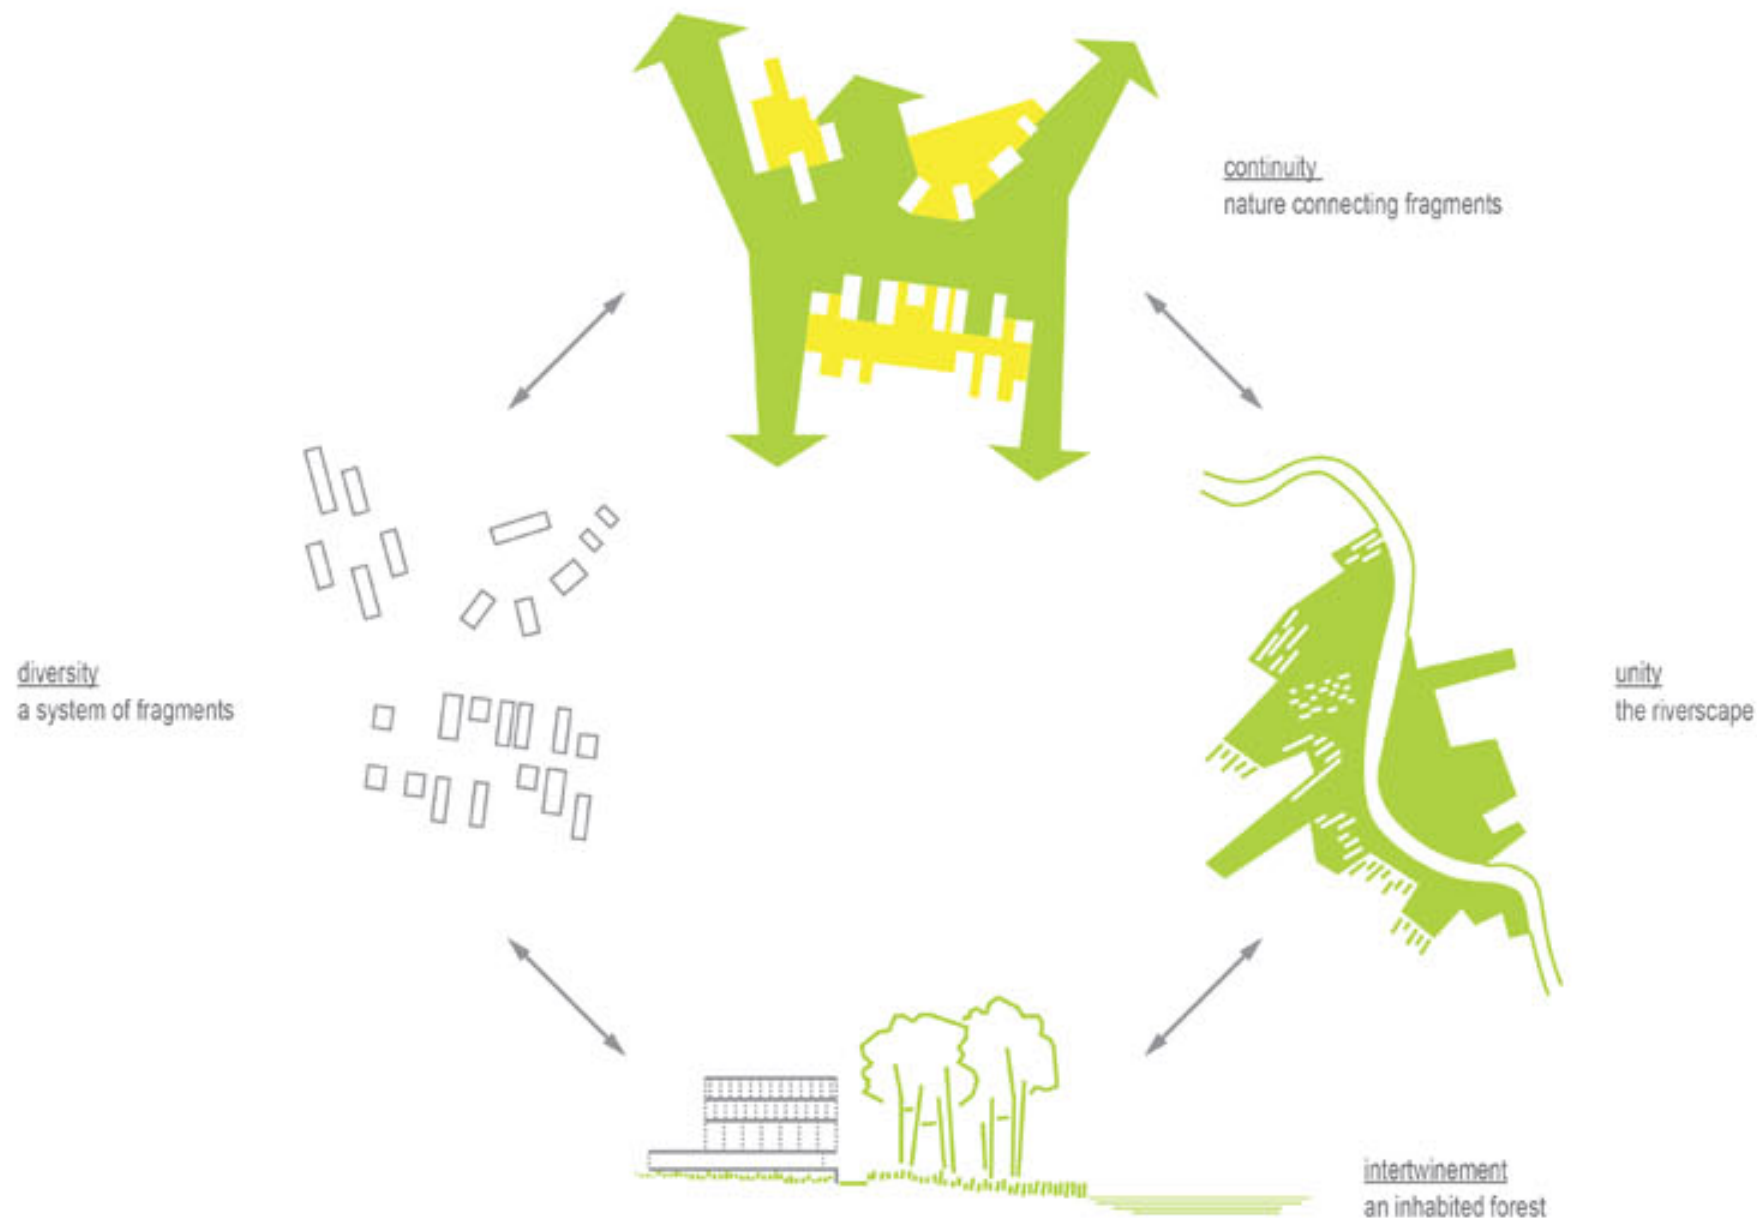 continuity
nature connecting fragments
diversity
a system of fragments
unity
the riverscape
intertwinement
an inhabited forest